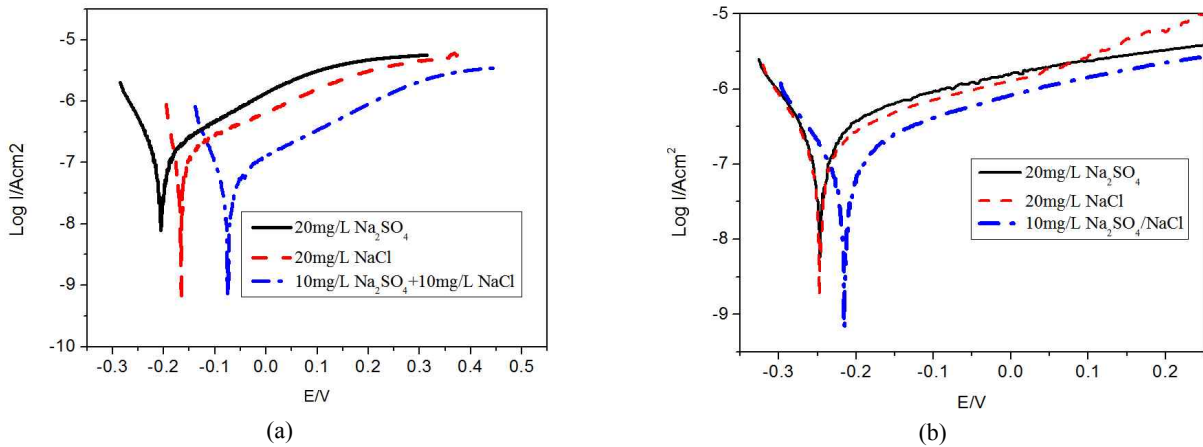 -5
-6
-7
-8
-9
-10
Log I/Acm2
-0.3 -0.2 -0.1 0.0 0.1 0.2 0.3 0.4 0.5
E/V
20mg/L Na₂SO₄
20mg/L NaCl
10mg/L Na₂SO₄+10mg/L NaCl
(a)
-5
-6
-7
-8
-9
Log I/Acm²
-0.3 -0.2 -0.1 0.0 0.1 0.2
E/V
20mg/L Na₂SO₄
20mg/L NaCl
10mg/L Na₂SO₄/NaCl
(b)